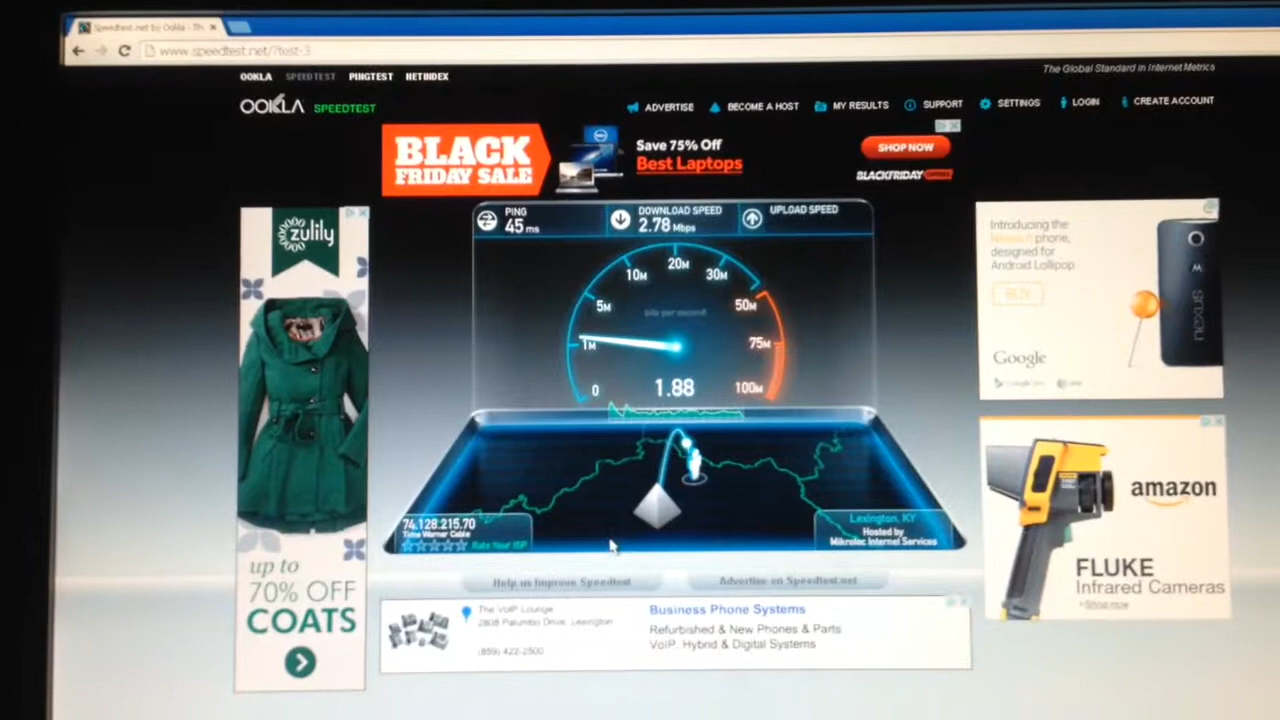 Speedtest.net by Ookla - Th
www.speedtest.net/?test-3
OOKLA SPEEDTEST PINGTEST NETINDEX
The Global Standard in Internet Metrics
OOKLA SPEEDTEST
ADVERTISE BECOME A HOST MY RESULTS SUPPORT SETTINGS LOGIN CREATE ACCOUNT
BLACK
FRIDAY SALE
Save 75% Off
Best Laptops
SHOP NOW
BLACKFRIDAY
zulily
up to
70% OFF
COATS
PING
45 ms
DOWNLOAD SPEED
2.78 Mbps
UPLOAD SPEED
20M
10M 30M
5M 50M
bits per second
1M 75M
0 1.88 100M
74.128.215.70
Time Warner Cable
Rate Your ISP
Lexington, KY
Hosted by
Mikrotec Internet Services
Help us Improve Speedtest
Advertise on Speedtest.net
The VoIP Lounge
2808 Palumbo Drive, Lexington
(859) 422-2500
Business Phone Systems
Refurbished & New Phones & Parts
VoIP, Hybrid & Digital Systems
Introducing the
phone,
designed for
Android Lollipop
BUY
Google
nexus
amazon
FLUKE
Infrared Cameras
Show more